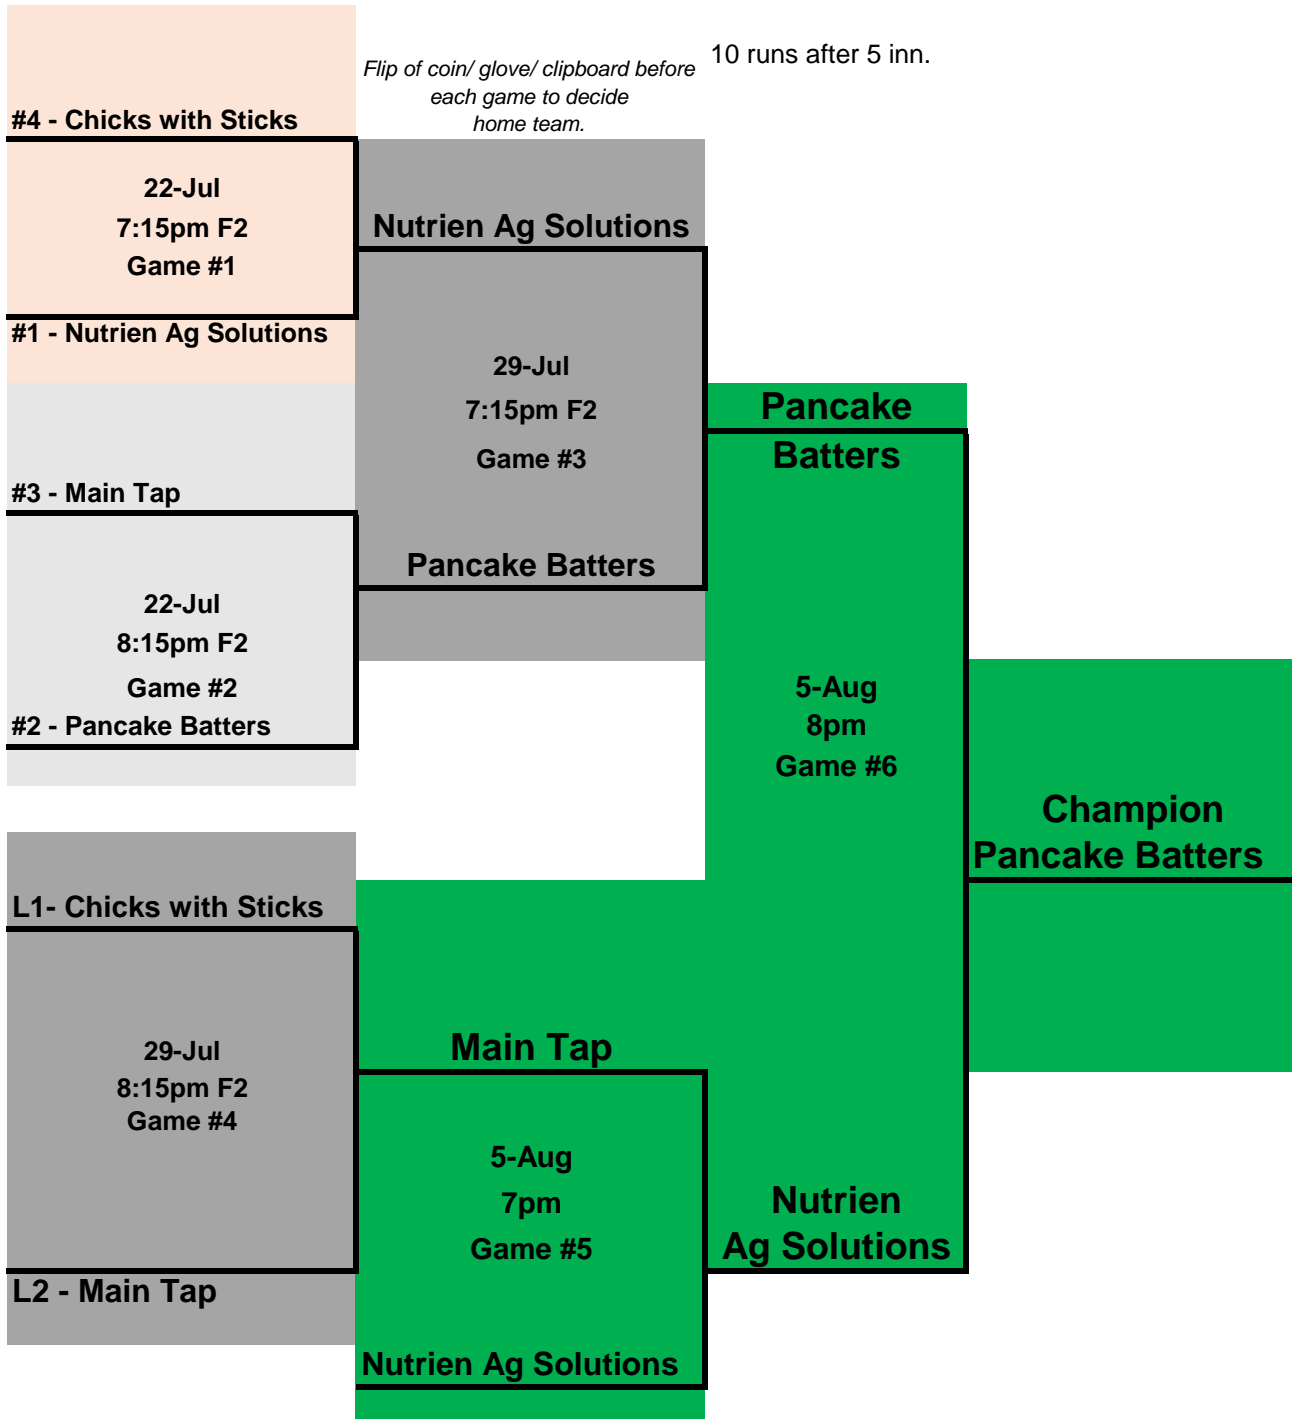 10 runs after 5 inn.
Flip of coin/ glove/ clipboard before
each game to decide
home team.
#4 - Chicks with Sticks
22-Jul
7:15pm F2
Game #1
#1 - Nutrien Ag Solutions
#3 - Main Tap
22-Jul
8:15pm F2
Game #2
#2 - Pancake Batters
Nutrien Ag Solutions
29-Jul
7:15pm F2
Game #3
Pancake Batters
Pancake
Batters
5-Aug
8pm
Game #6
Nutrien
Ag Solutions
Champion
Pancake Batters
L1- Chicks with Sticks
29-Jul
8:15pm F2
Game #4
L2 - Main Tap
Main Tap
5-Aug
7pm
Game #5
Nutrien Ag Solutions